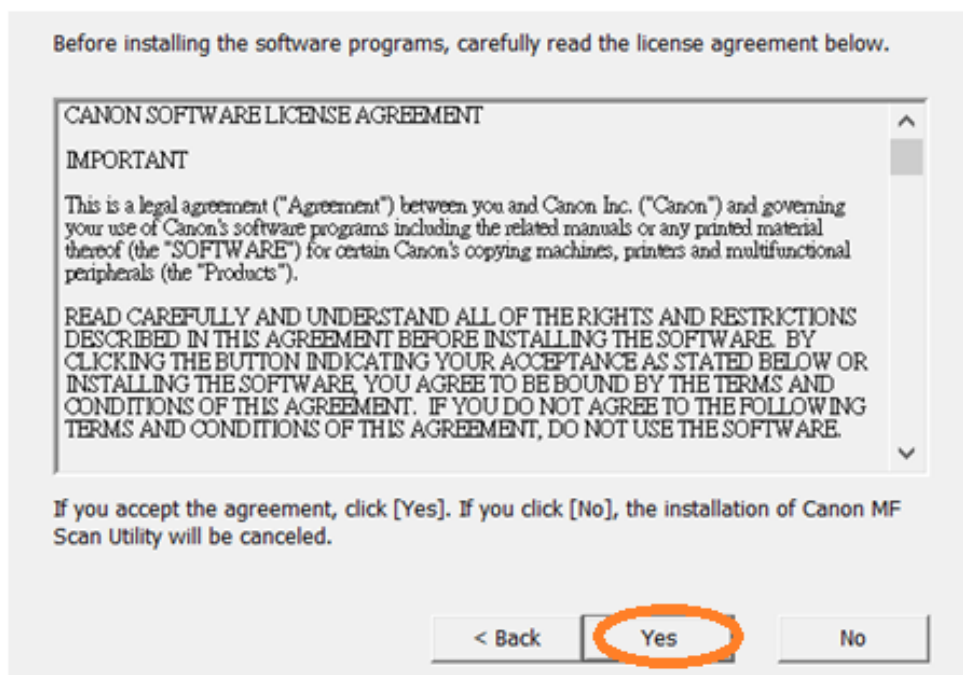 Before installing the software programs, carefully read the license agreement below.
CANON SOFTWARE LICENSE AGREEMENT
IMPORTANT
This is a legal agreement ("Agreement") between you and Canon Inc. ("Canon") and governing
your use of Canon's software programs including the related manuals or any printed material
thereof (the "SOFTWARE") for certain Canon's copying machines, printers and multifunctional
peripherals (the "Products").
READ CAREFULLY AND UNDERSTAND ALL OF THE RIGHTS AND RESTRICTIONS
DESCRIBED IN THIS AGREEMENT BEFORE INSTALLING THE SOFTWARE. BY
CLICKING THE BUTTON INDICATING YOUR ACCEPTANCE AS STATED BELOW OR
INSTALLING THE SOFTWARE, YOU AGREE TO BE BOUND BY THE TERMS AND
CONDITIONS OF THIS AGREEMENT. IF YOU DO NOT AGREE TO THE FOLLOWING
TERMS AND CONDITIONS OF THIS AGREEMENT, DO NOT USE THE SOFTWARE.
If you accept the agreement, click [Yes]. If you click [No], the installation of Canon MF
Scan Utility will be canceled.
< Back Yes No